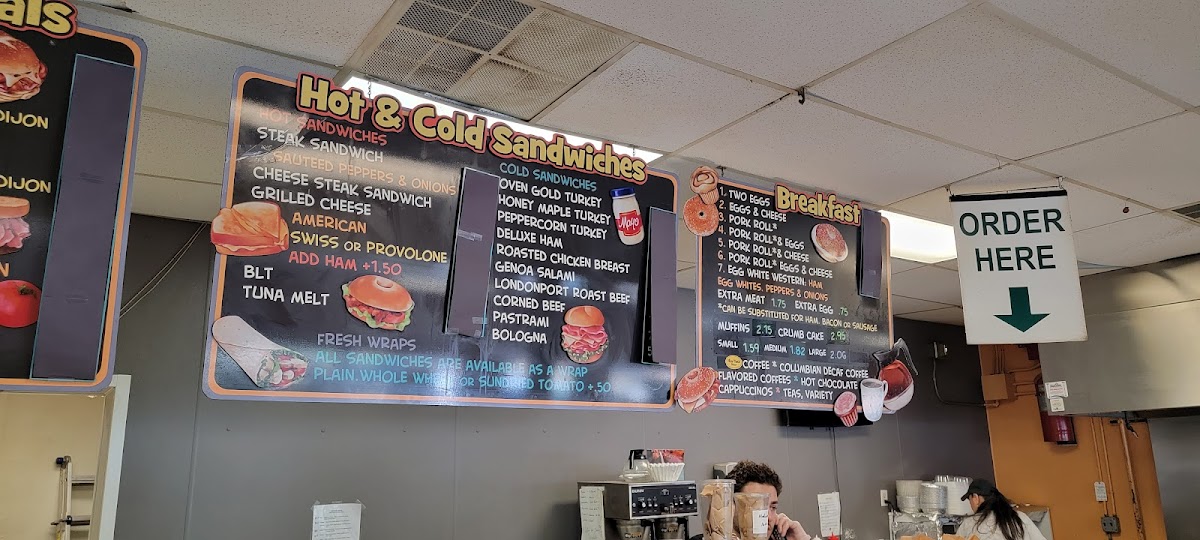 als
DIJON
DIJON
Hot & Cold Sandwiches
HOT SANDWICHES
STEAK SANDWICH
...SAUTEED PEPPERS & ONIONS
CHEESE STEAK SANDWICH
GRILLED CHEESE
AMERICAN
SWISS OR PROVOLONE
ADD HAM +1.50
BLT
TUNA MELT
COLD SANDWICHES
OVEN GOLD TURKEY
HONEY MAPLE TURKEY
PEPPERCORN TURKEY
DELUXE HAM
ROASTED CHICKEN BREAST
GENOA SALAMI
LONDONPORT ROAST BEEF
CORNED BEEF
PASTRAMI
BOLOGNA
Mayo
FRESH WRAPS
ALL SANDWICHES ARE AVAILABLE AS A WRAP
PLAIN, WHOLE WHEAT OR SUNDRIED TOMATO +.50
Breakfast
1. TWO EGGS
2. EGGS & CHEESE
3. PORK ROLL*
4. PORK ROLL*& EGGS
5. PORK ROLL*& CHEESE
6. PORK ROLL* EGGS & CHEESE
7. EGG WHITE WESTERN: HAM
EGG WHITES, PEPPERS & ONIONS
EXTRA MEAT 1.75 EXTRA EGG .75
*CAN BE SUBSTITUTED FOR HAM, BACON OR SAUSAGE
MUFFINS 2.15 CRUMB CAKE 2.95
SMALL 1.59 MEDIUM 1.82 LARGE 2.06
COFFEE * COLUMBIAN DECAF COFFEE
FLAVORED COFFEES * HOT CHOCOLATE
CAPPUCCINOS * TEAS, VARIETY
ORDER
HERE